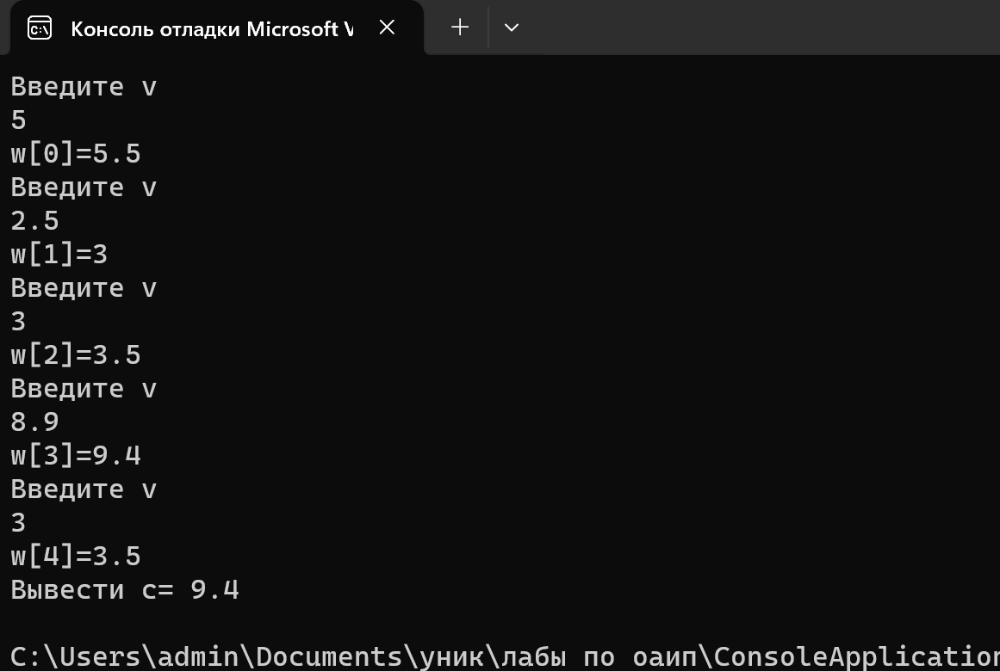 Консоль отладки Microsoft V
Введите v
5
w[0]=5.5
Введите v
2.5
w[1]=3
Введите v
3
w[2]=3.5
Введите v
8.9
w[3]=9.4
Введите v
3
w[4]=3.5
Вывести c= 9.4
C:\Users\admin\Documents\уник\лабы по оаип\ConsoleApplication